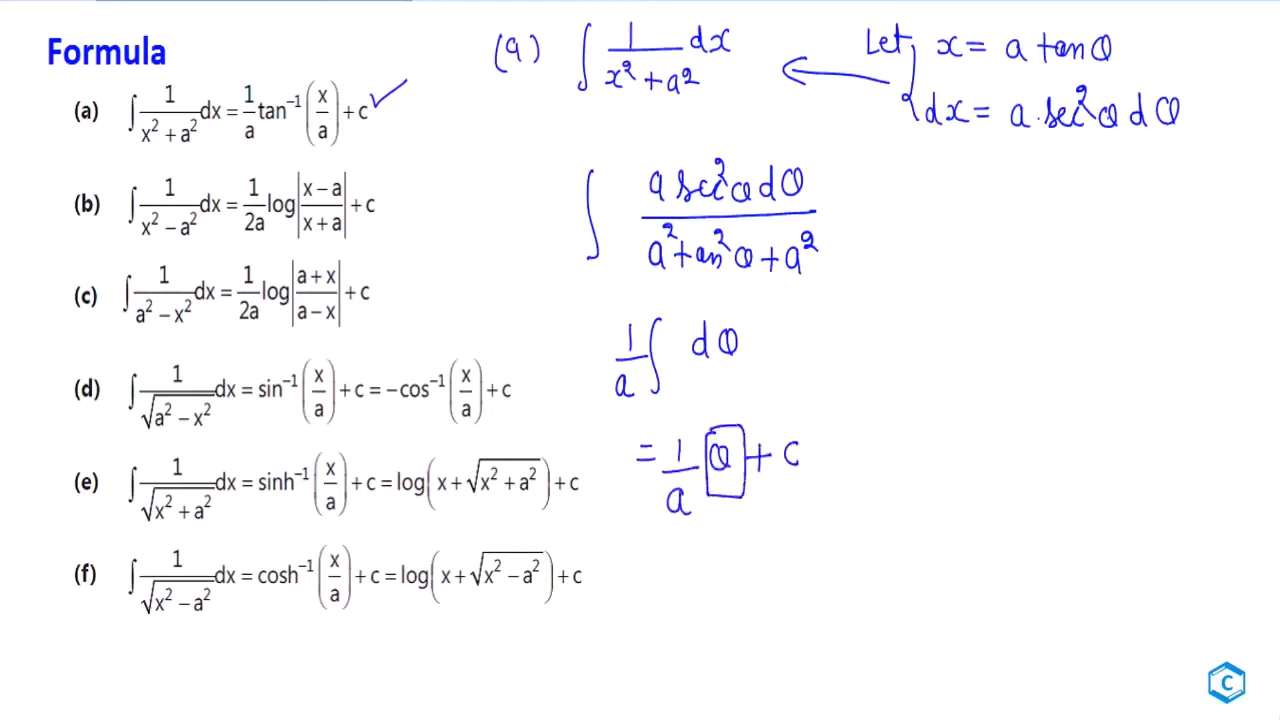 Formula
(a) ∫ 1/(x² + a²) dx = 1/a tan⁻¹(x/a) + c ✓
(b) ∫ 1/(x² − a²) dx = 1/2a log|(x − a)/(x + a)| + c
(c) ∫ 1/(a² − x²) dx = 1/2a log|(a + x)/(a − x)| + c
(d) ∫ 1/√(a² − x²) dx = sin⁻¹(x/a) + c = −cos⁻¹(x/a) + c
(e) ∫ 1/√(x² + a²) dx = sinh⁻¹(x/a) + c = log(x + √(x² + a²)) + c
(f) ∫ 1/√(x² − a²) dx = cosh⁻¹(x/a) + c = log(x + √(x² − a²)) + c
(a) ∫ 1/(x² + a²) dx
Let, x = a tanθ
dx = a·sec²θ dθ
∫ a sec²θ dθ/(a² tan²θ + a²)
1/a ∫ dθ
= 1/a θ + c
C